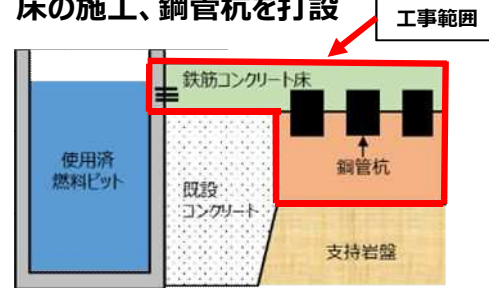 床の施工、鋼管杭を打設
工事範囲
鉄筋コンクリート床
使用済
燃料ピット
鋼管杭
既設
コンクリート
支持岩盤